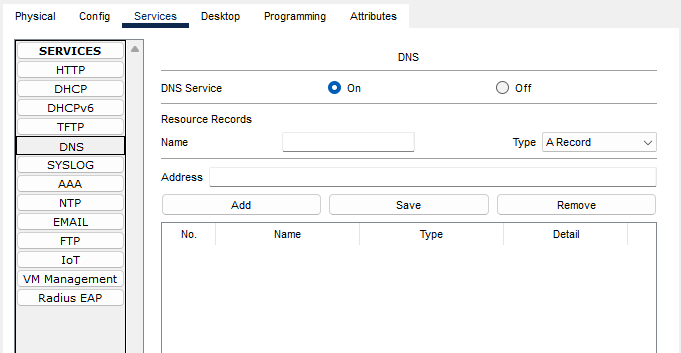 Physical Config Services Desktop Programming Attributes
SERVICES
HTTP
DHCP
DHCPv6
TFTP
DNS
SYSLOG
AAA
NTP
EMAIL
FTP
IoT
VM Management
Radius EAP
DNS
DNS Service On Off
Resource Records
Name Type A Record
Address
Add Save Remove
No. Name Type Detail